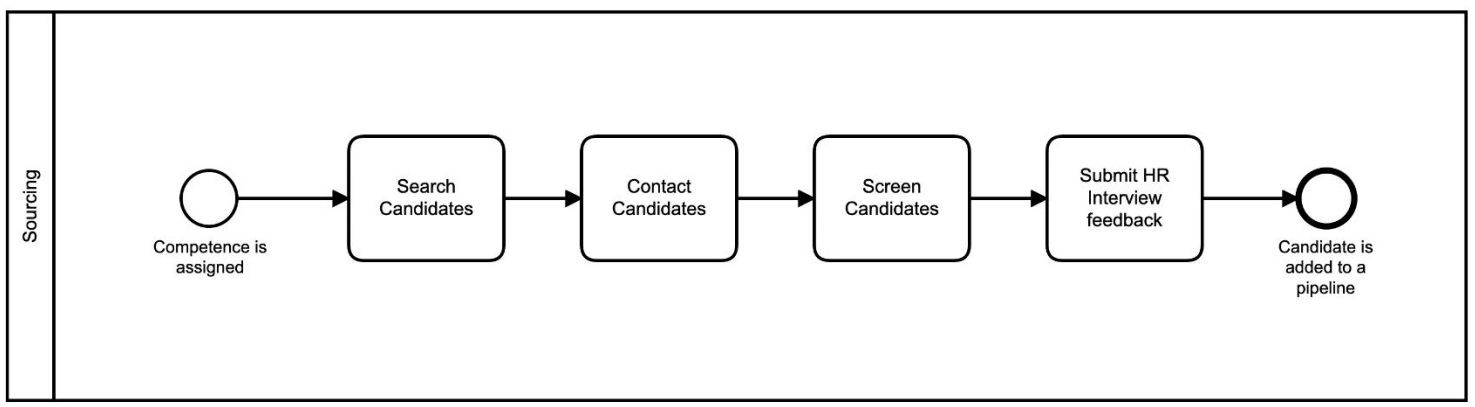 Sourcing
Competence is
assigned
Search
Candidates
Contact
Candidates
Screen
Candidates
Submit HR
Interview
feedback
Candidate is
added to a
pipeline